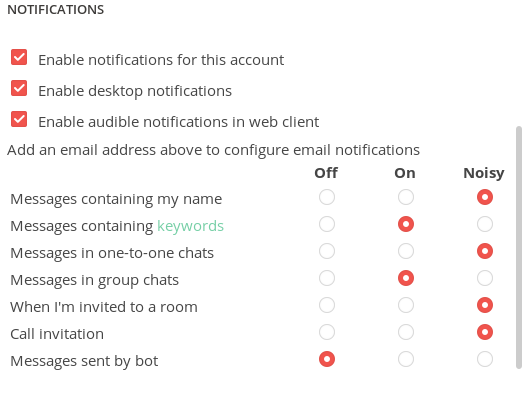 NOTIFICATIONS
Enable notifications for this account
Enable desktop notifications
Enable audible notifications in web client
Add an email address above to configure email notifications
Off On Noisy
Messages containing my name
Messages containing keywords
Messages in one-to-one chats
Messages in group chats
When I'm invited to a room
Call invitation
Messages sent by bot